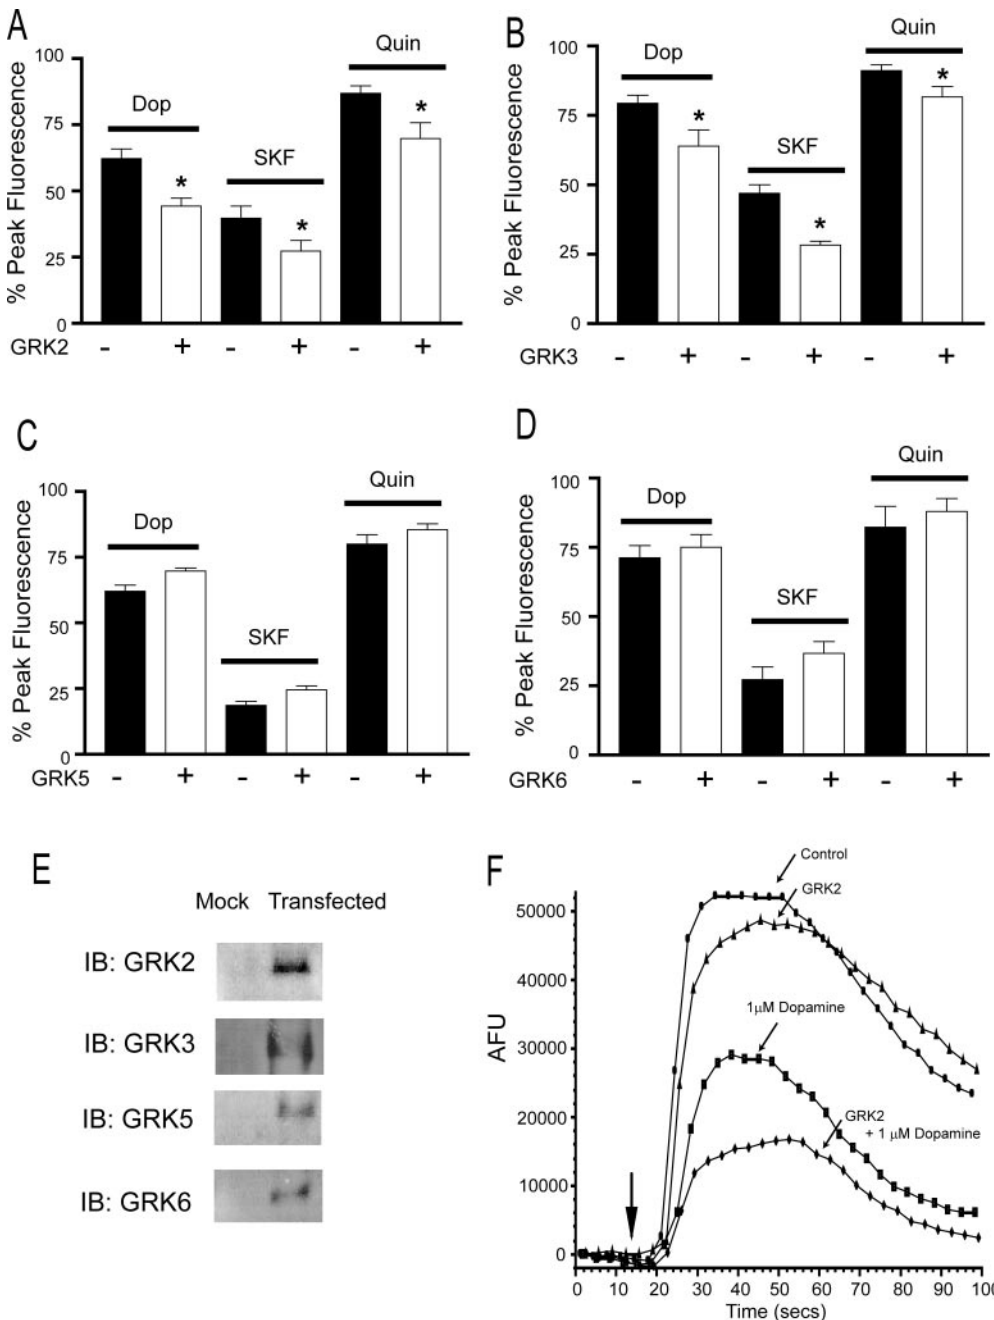 A
% Peak Fluorescence
100
75
50
25
0
Dop
SKF
Quin
*
*
*
GRK2 - + - + - +
B
% Peak Fluorescence
100
75
50
25
0
Dop
SKF
Quin
*
*
*
GRK3 - + - + - +
C
% Peak Fluorescence
100
75
50
25
0
Dop
SKF
Quin
GRK5 - + - + - +
D
% Peak Fluorescence
100
75
50
25
0
Dop
SKF
Quin
GRK6 - + - + - +
E
Mock Transfected
IB: GRK2
IB: GRK3
IB: GRK5
IB: GRK6
F
AFU
50000
40000
30000
20000
10000
0
Control
GRK2
1μM Dopamine
GRK2
+ 1 μM Dopamine
0 10 20 30 40 50 60 70 80 90 100
Time (secs)